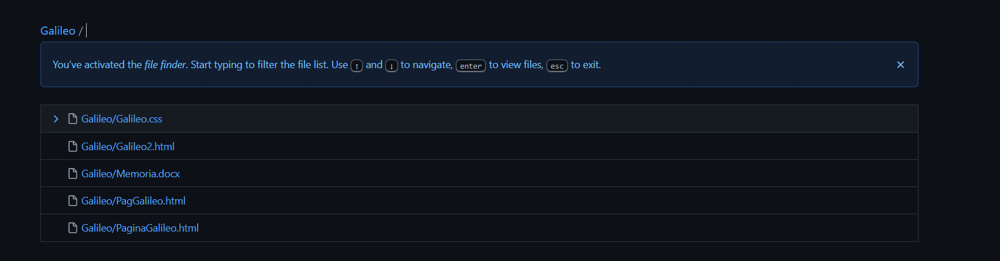 Galileo /
You've activated the file finder. Start typing to filter the file list. Use ↑ and ↓ to navigate, enter to view files, esc to exit.
Galileo/Galileo.css
Galileo/Galileo2.html
Galileo/Memoria.docx
Galileo/PagGalileo.html
Galileo/PaginaGalileo.html